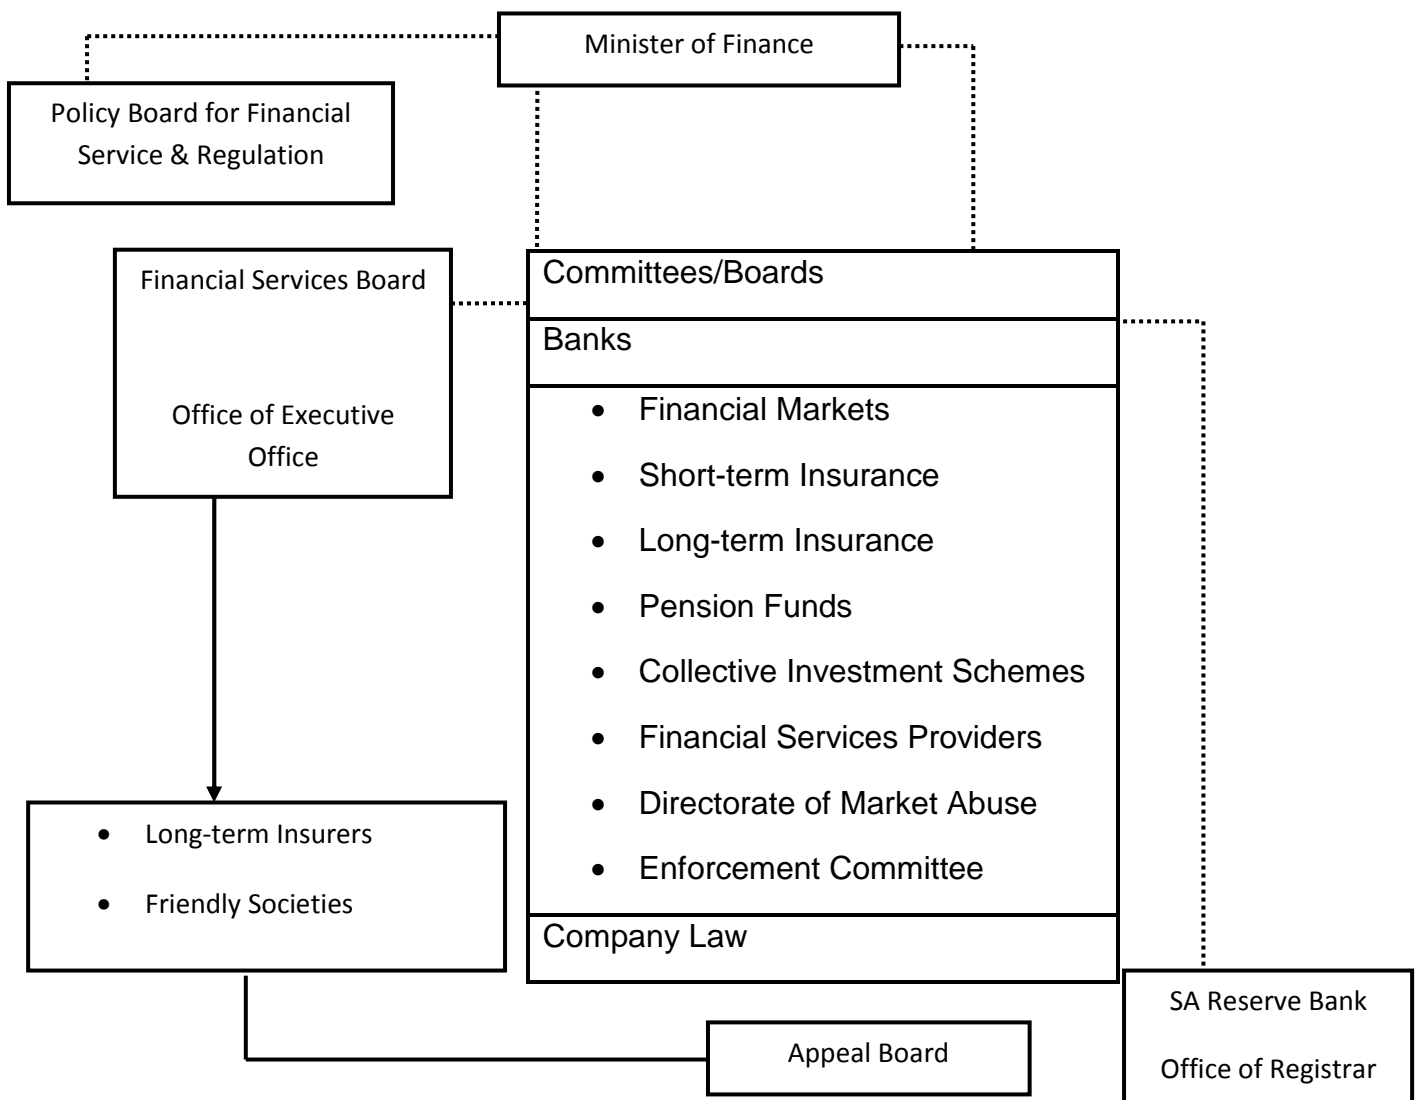 Minister of Finance
Policy Board for Financial
Service & Regulation
Financial Services Board
Office of Executive
Office
Committees/Boards
Banks
• Financial Markets
• Short-term Insurance
• Long-term Insurance
• Pension Funds
• Collective Investment Schemes
• Financial Services Providers
• Directorate of Market Abuse
• Enforcement Committee
Company Law
• Long-term Insurers
• Friendly Societies
Appeal Board
SA Reserve Bank
Office of Registrar